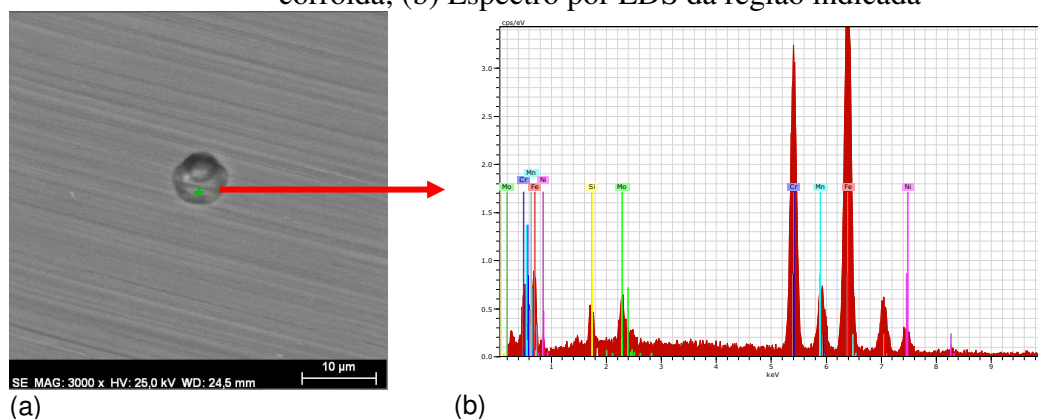 corroída; (b) Espectro por EDS da região indicada
cps/eV
3.0
2.5
2.0
1.5
1.0
0.5
0.0
Mn
Cr Ni
Mo Fe Si Mo Cr Mn Fe Ni
1 2 3 4 5 6 7 8 9
keV
10 µm
SE MAG: 3000 x HV: 25,0 kV WD: 24,5 mm
(a) (b)